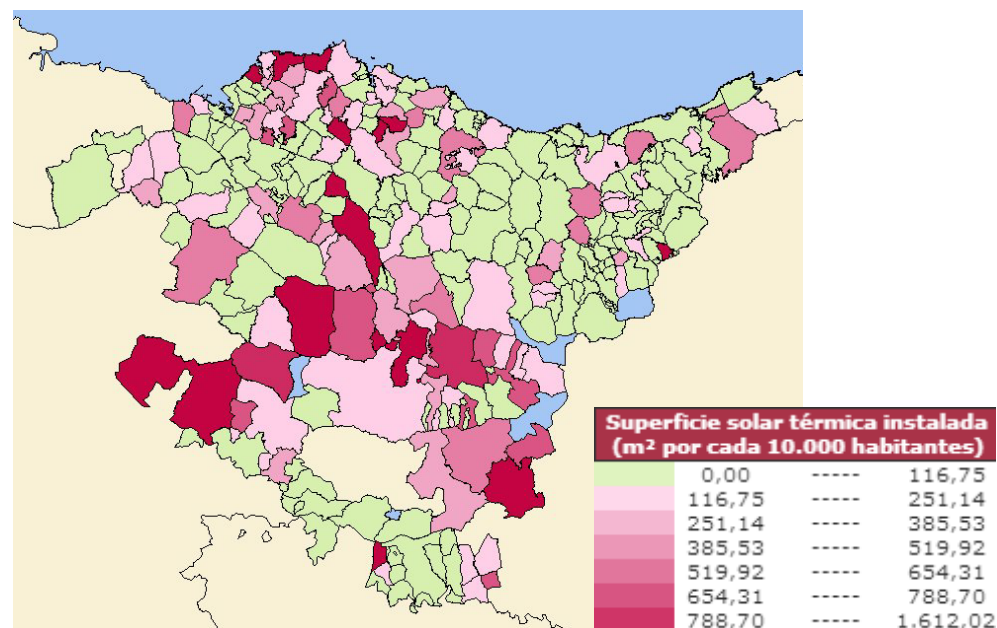 Superficie solar térmica instalada
(m² por cada 10.000 habitantes)
0,00 ----- 116,75
116,75 ----- 251,14
251,14 ----- 385,53
385,53 ----- 519,92
519,92 ----- 654,31
654,31 ----- 788,70
788,70 ----- 1.612,02